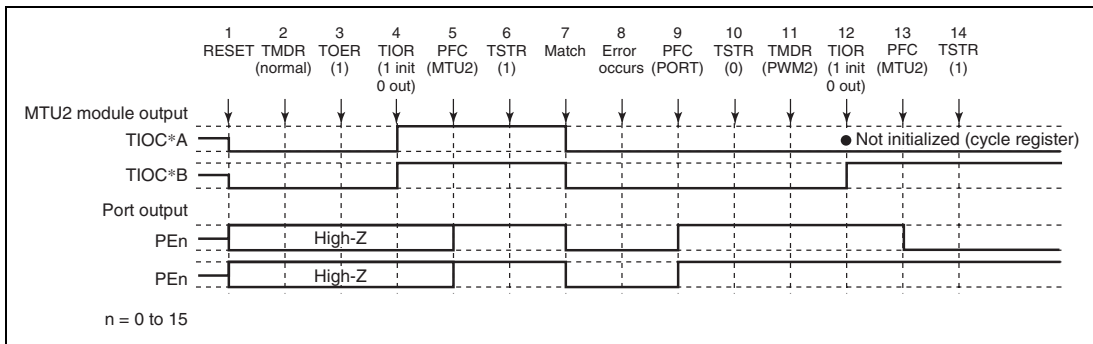 1 2 3 4 5 6 7 8 9 10 11 12 13 14
RESET TMDR TOER TIOR PFC TSTR Match Error PFC TSTR TMDR TIOR PFC TSTR
(normal) (1) (1 init (MTU2) (1) occurs (PORT) (0) (PWM2) (1 init (MTU2) (1)
0 out) 0 out)
MTU2 module output
TIOC*A ● Not initialized (cycle register)
TIOC*B
Port output
PEn High-Z
PEn High-Z
n = 0 to 15